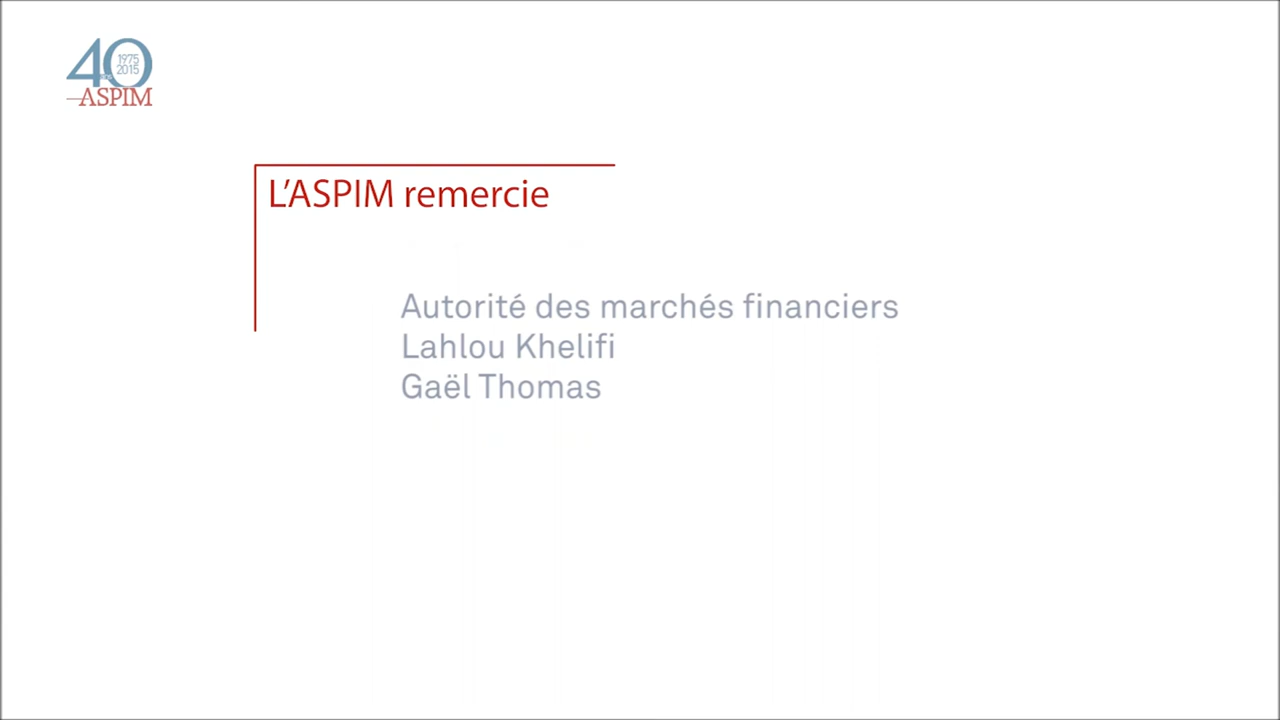 40
1975
2015
ASPIM
L’ASPIM remercie
Autorité des marchés financiers
Lahlou Khelifi
Gaël Thomas